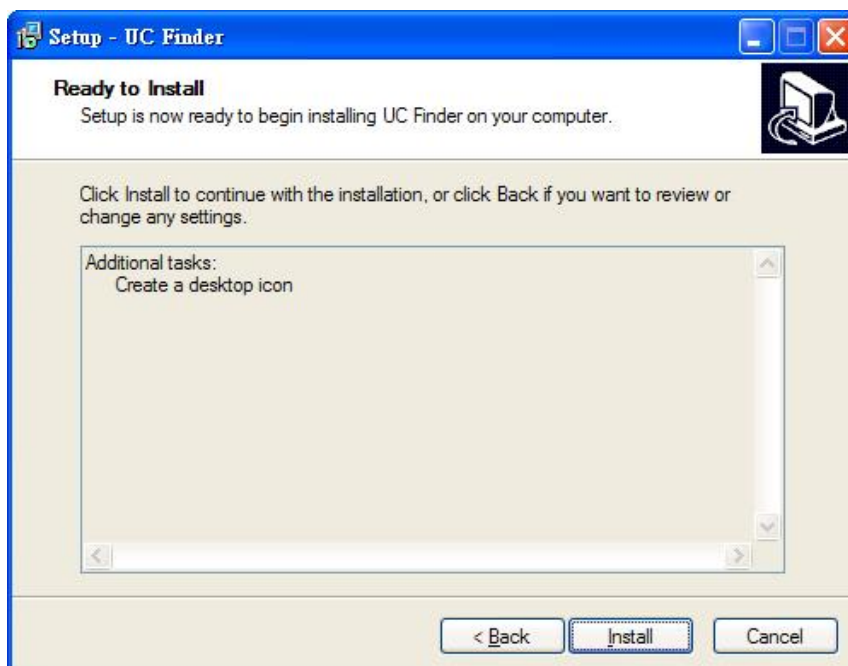 Setup - UC Finder
Ready to Install
Setup is now ready to begin installing UC Finder on your computer.
Click Install to continue with the installation, or click Back if you want to review or
change any settings.
Additional tasks:
Create a desktop icon
< Back
Install
Cancel